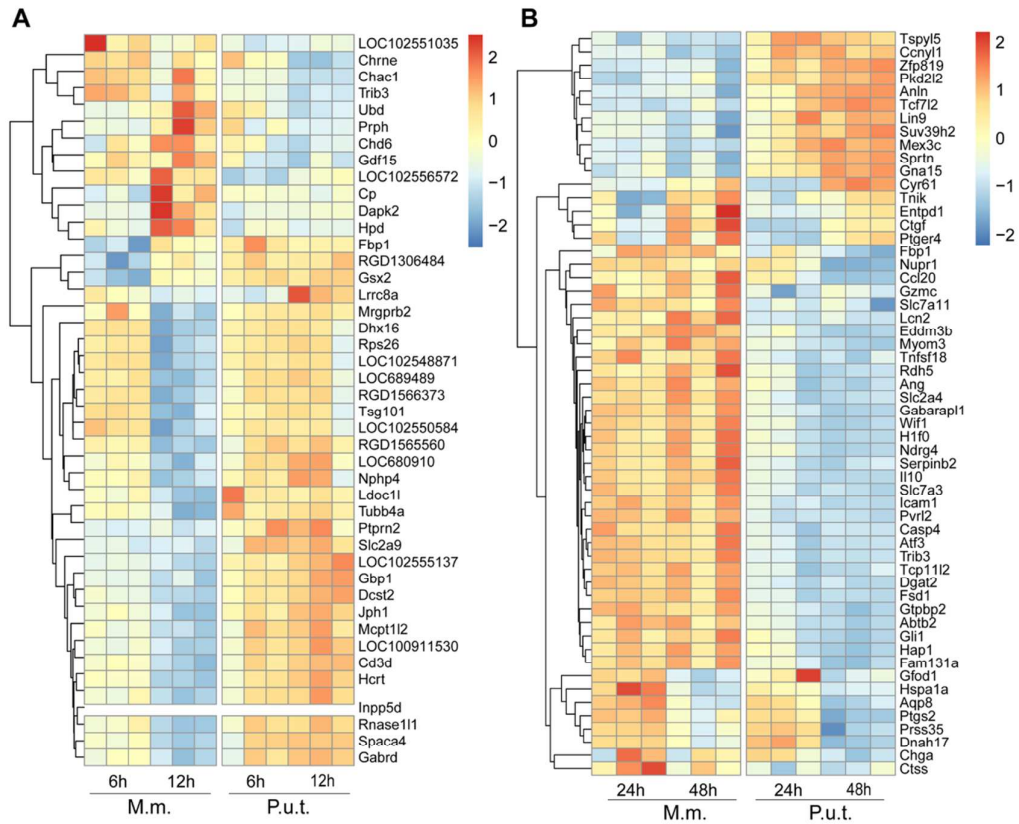 A
LOC102551035
Chrne
Chac1
Trib3
Ubd
Prph
Chd6
Gdf15
LOC102556572
Cp
Dapk2
Hpd
Fbp1
RGD1306484
Gsx2
Lrrc8a
Mrgprb2
Dhx16
Rps26
LOC102548871
LOC689489
RGD1566373
Tsg101
LOC102550584
RGD1565560
LOC680910
Nphp4
Ldoc1l
Tubb4a
Ptprn2
Slc2a9
LOC102555137
Gbp1
Dcst2
Jph1
Mcpt1l2
LOC100911530
Cd3d
Hcrt
Inpp5d
Rnase1l1
Spaca4
Gabrd
2
1
0
−1
−2
6h 12h 6h 12h
M.m. P.u.t.
B
Tspyl5
Ccnyl1
Zfp819
Pkd2l2
Anln
Tcf7l2
Lin9
Suv39h2
Mex3c
Sprtn
Gna15
Cyr61
Tnik
Entpd1
Ctgf
Ptger4
Fbp1
Nupr1
Ccl20
Gzmc
Slc7a11
Lcn2
Eddm3b
Myom3
Tnfsf18
Rdh5
Ang
Slc2a4
Gabarapl1
Wif1
H1f0
Ndrg4
Serpinb2
Il10
Slc7a3
Icam1
Pvrl2
Casp4
Atf3
Trib3
Tcp11l2
Dgat2
Fsd1
Gtpbp2
Abtb2
Gli1
Hap1
Fam131a
Gfod1
Hspa1a
Aqp8
Ptgs2
Prss35
Dnah17
Chga
Ctss
2
1
0
−1
−2
24h 48h 24h 48h
M.m. P.u.t.